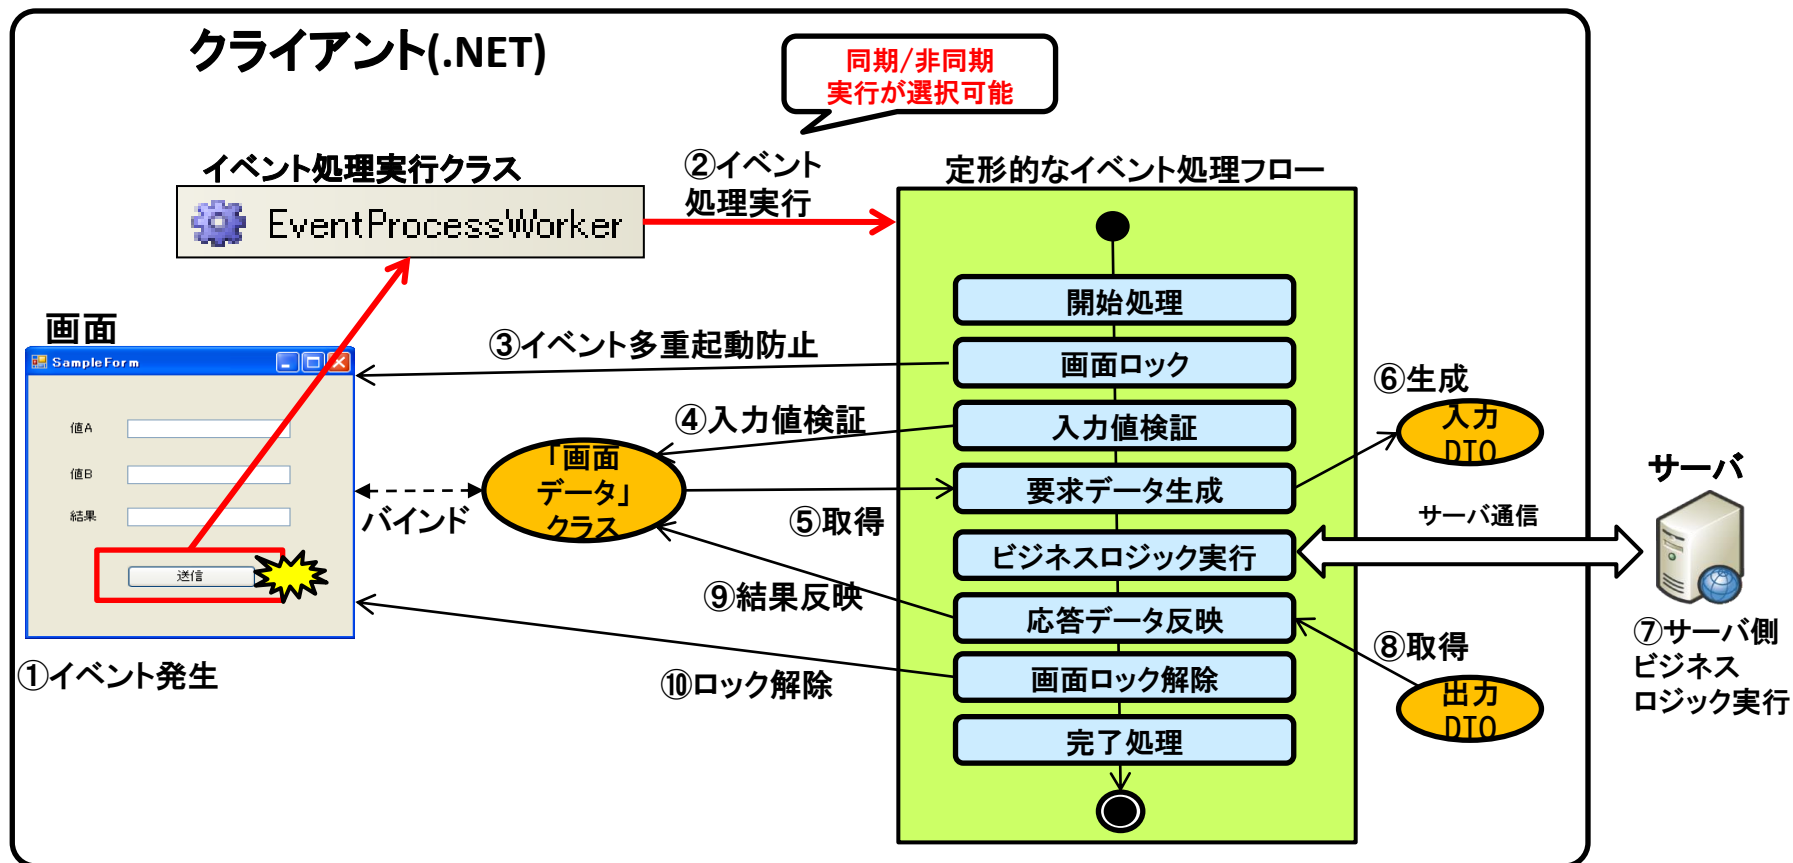 クライアント(.NET)
同期/非同期
実行が選択可能
イベント処理実行クラス
EventProcessWorker
②イベント
処理実行
定形的なイベント処理フロー
開始処理
画面ロック
入力値検証
要求データ生成
ビジネスロジック実行
応答データ反映
画面ロック解除
完了処理
画面
SampleForm
値A
値B
結果
送信
①イベント発生
③イベント多重起動防止
④入力値検証
「画面
データ」
クラス
バインド
⑤取得
⑥生成
入力
DTO
サーバ
サーバ通信
⑦サーバ側
ビジネス
ロジック実行
⑧取得
出力
DTO
⑨結果反映
⑩ロック解除